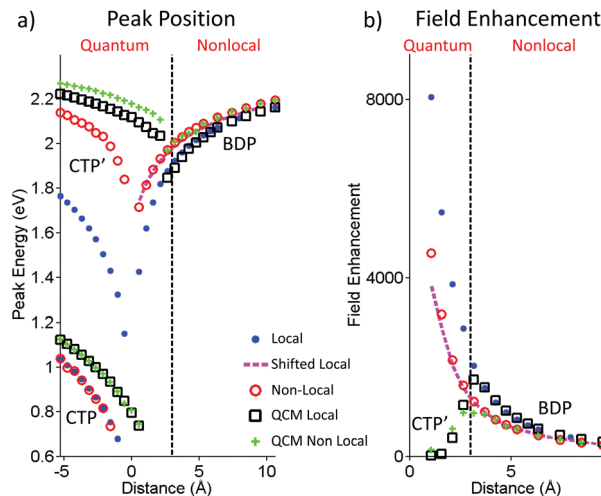 a) Peak Position
Quantum Nonlocal
Peak Energy (eV)
2.2
2
1.8
1.6
1.4
1.2
1
0.8
0.6
CTP'
BDP
CTP
Local
Shifted Local
Non-Local
QCM Local
QCM Non Local
-5 0 5 10
Distance (Å)
b) Field Enhancement
Quantum Nonlocal
Field Enhancement
8000
4000
0
CTP'
BDP
0 5
Distance (Å)